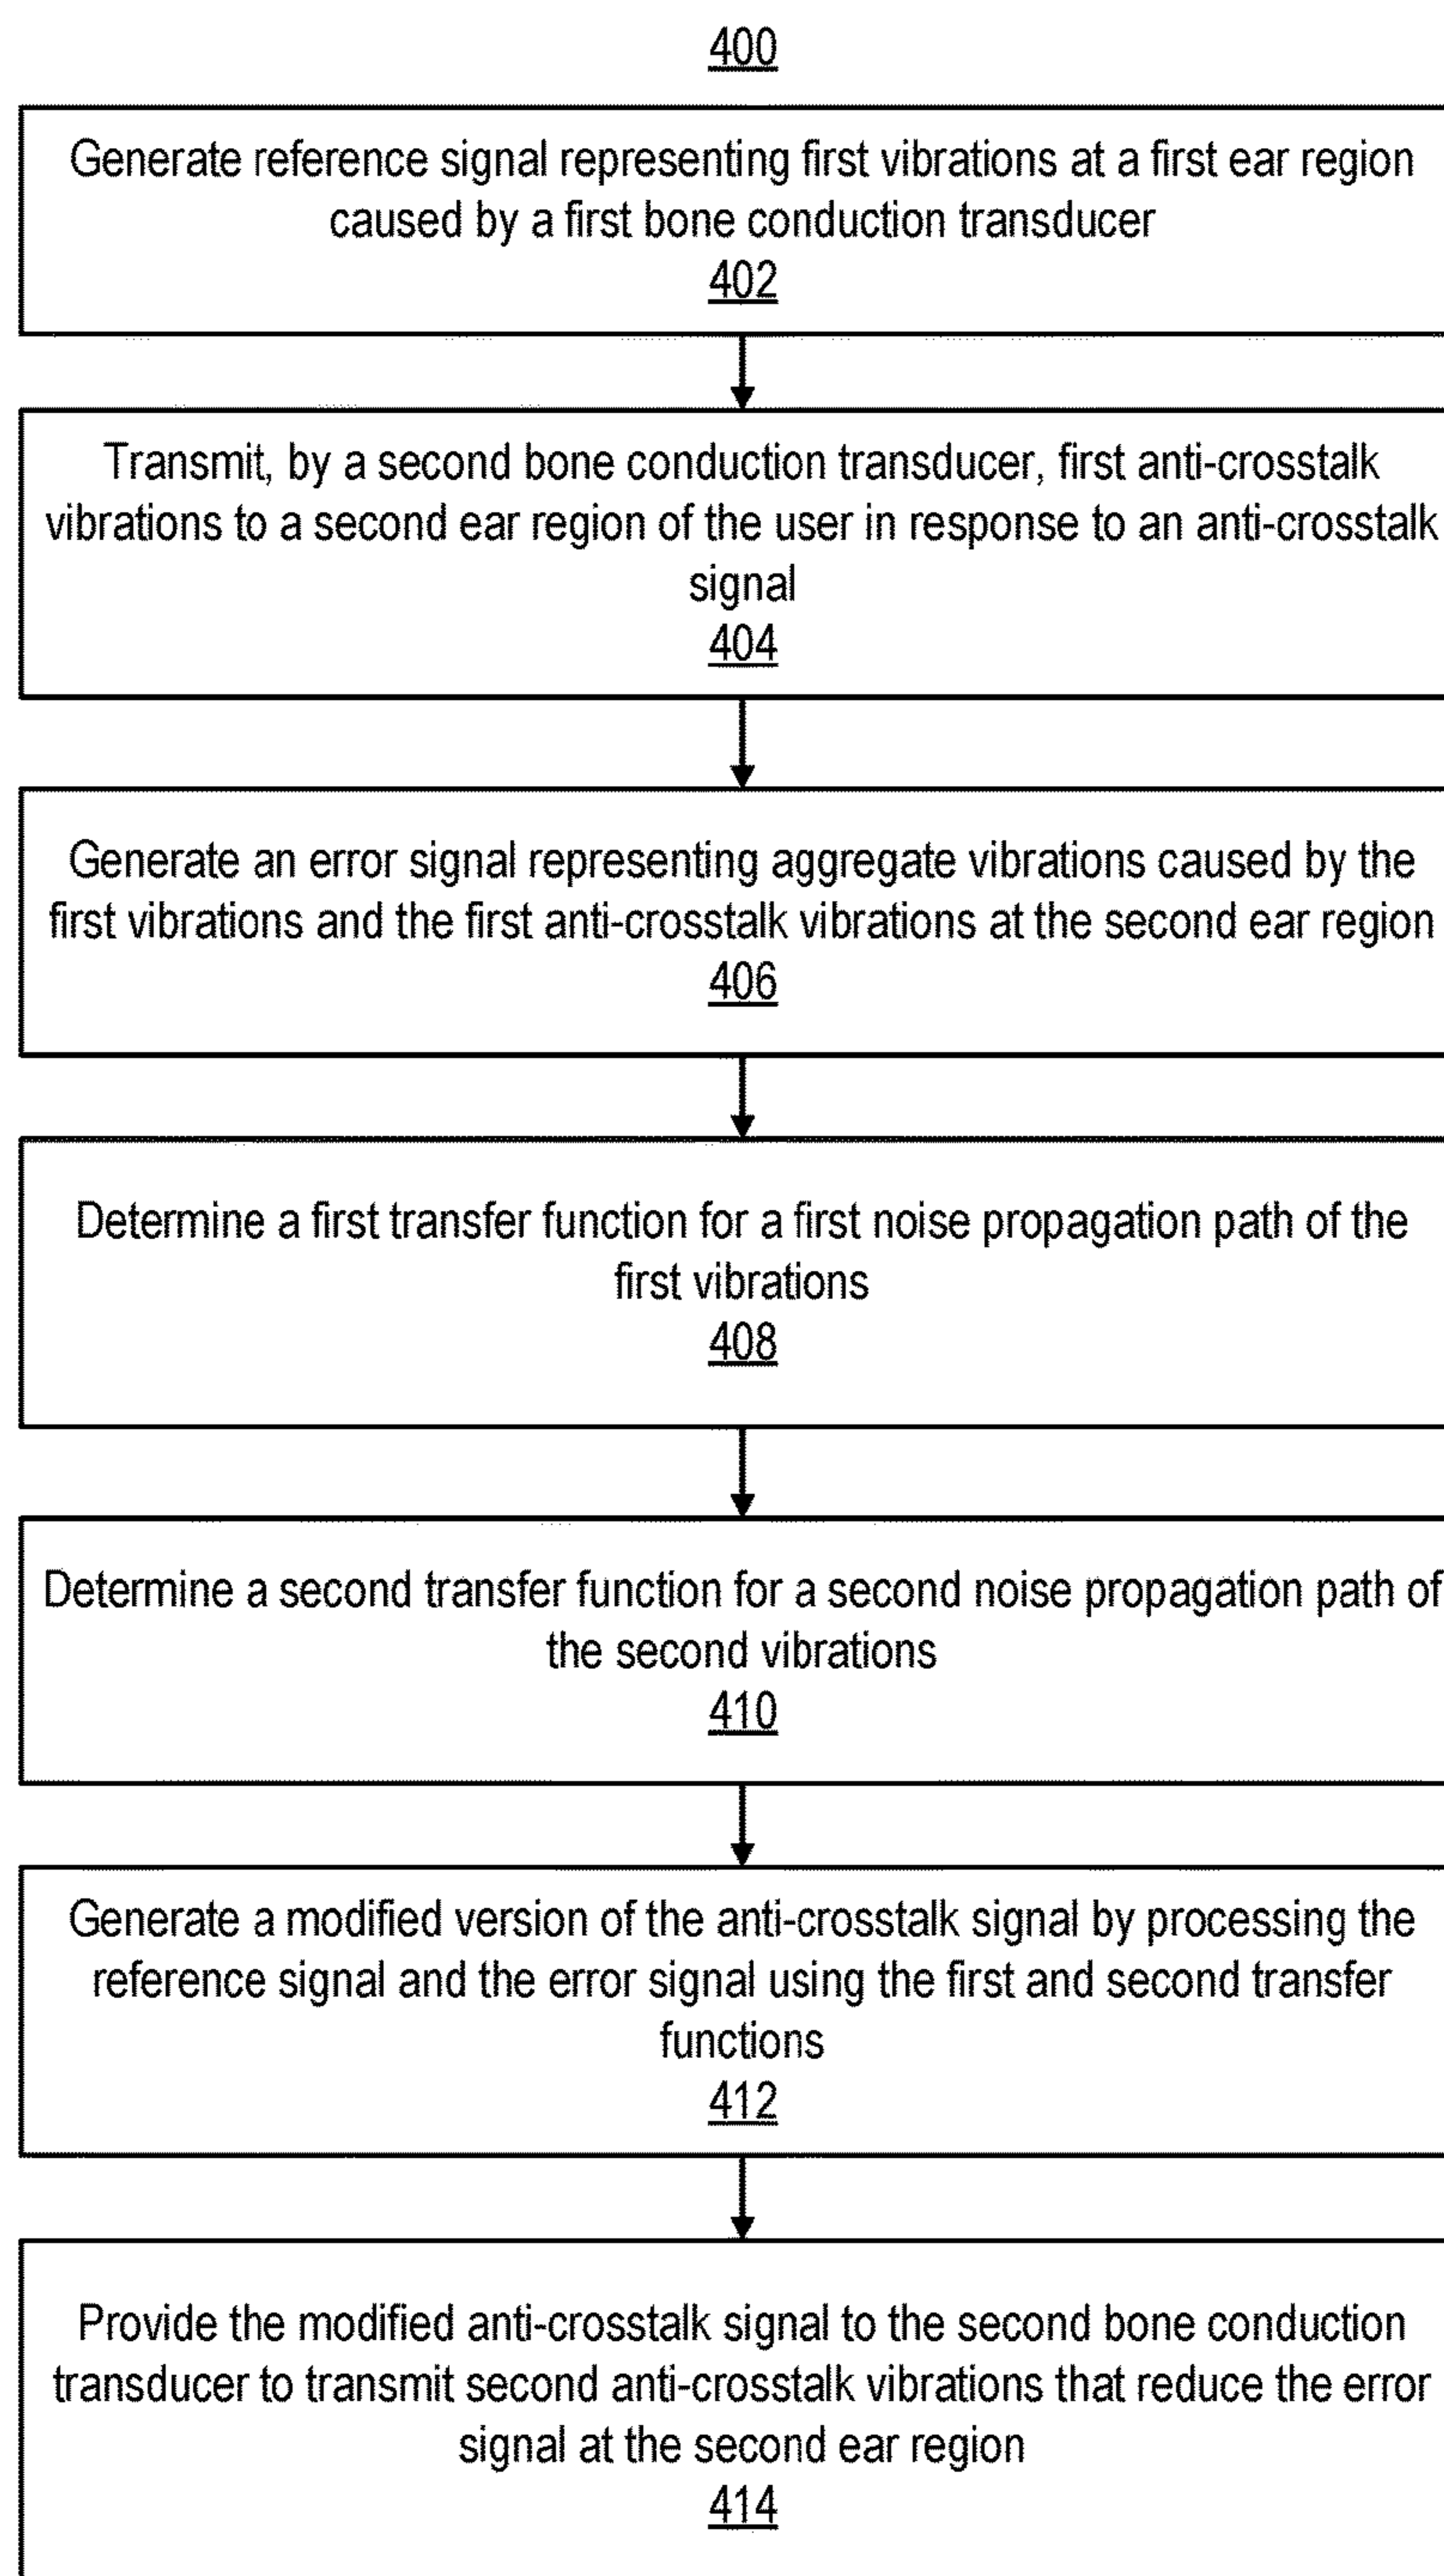 400
Generate reference signal representing first vibrations at a first ear region
caused by a first bone conduction transducer
402
Transmit, by a second bone conduction transducer, first anti-crosstalk
vibrations to a second ear region of the user in response to an anti-crosstalk
signal
404
Generate an error signal representing aggregate vibrations caused by the
first vibrations and the first anti-crosstalk vibrations at the second ear region
406
Determine a first transfer function for a first noise propagation path of the
first vibrations
408
Determine a second transfer function for a second noise propagation path of
the second vibrations
410
Generate a modified version of the anti-crosstalk signal by processing the
reference signal and the error signal using the first and second transfer
functions
412
Provide the modified anti-crosstalk signal to the second bone conduction
transducer to transmit second anti-crosstalk vibrations that reduce the error
signal at the second ear region
414